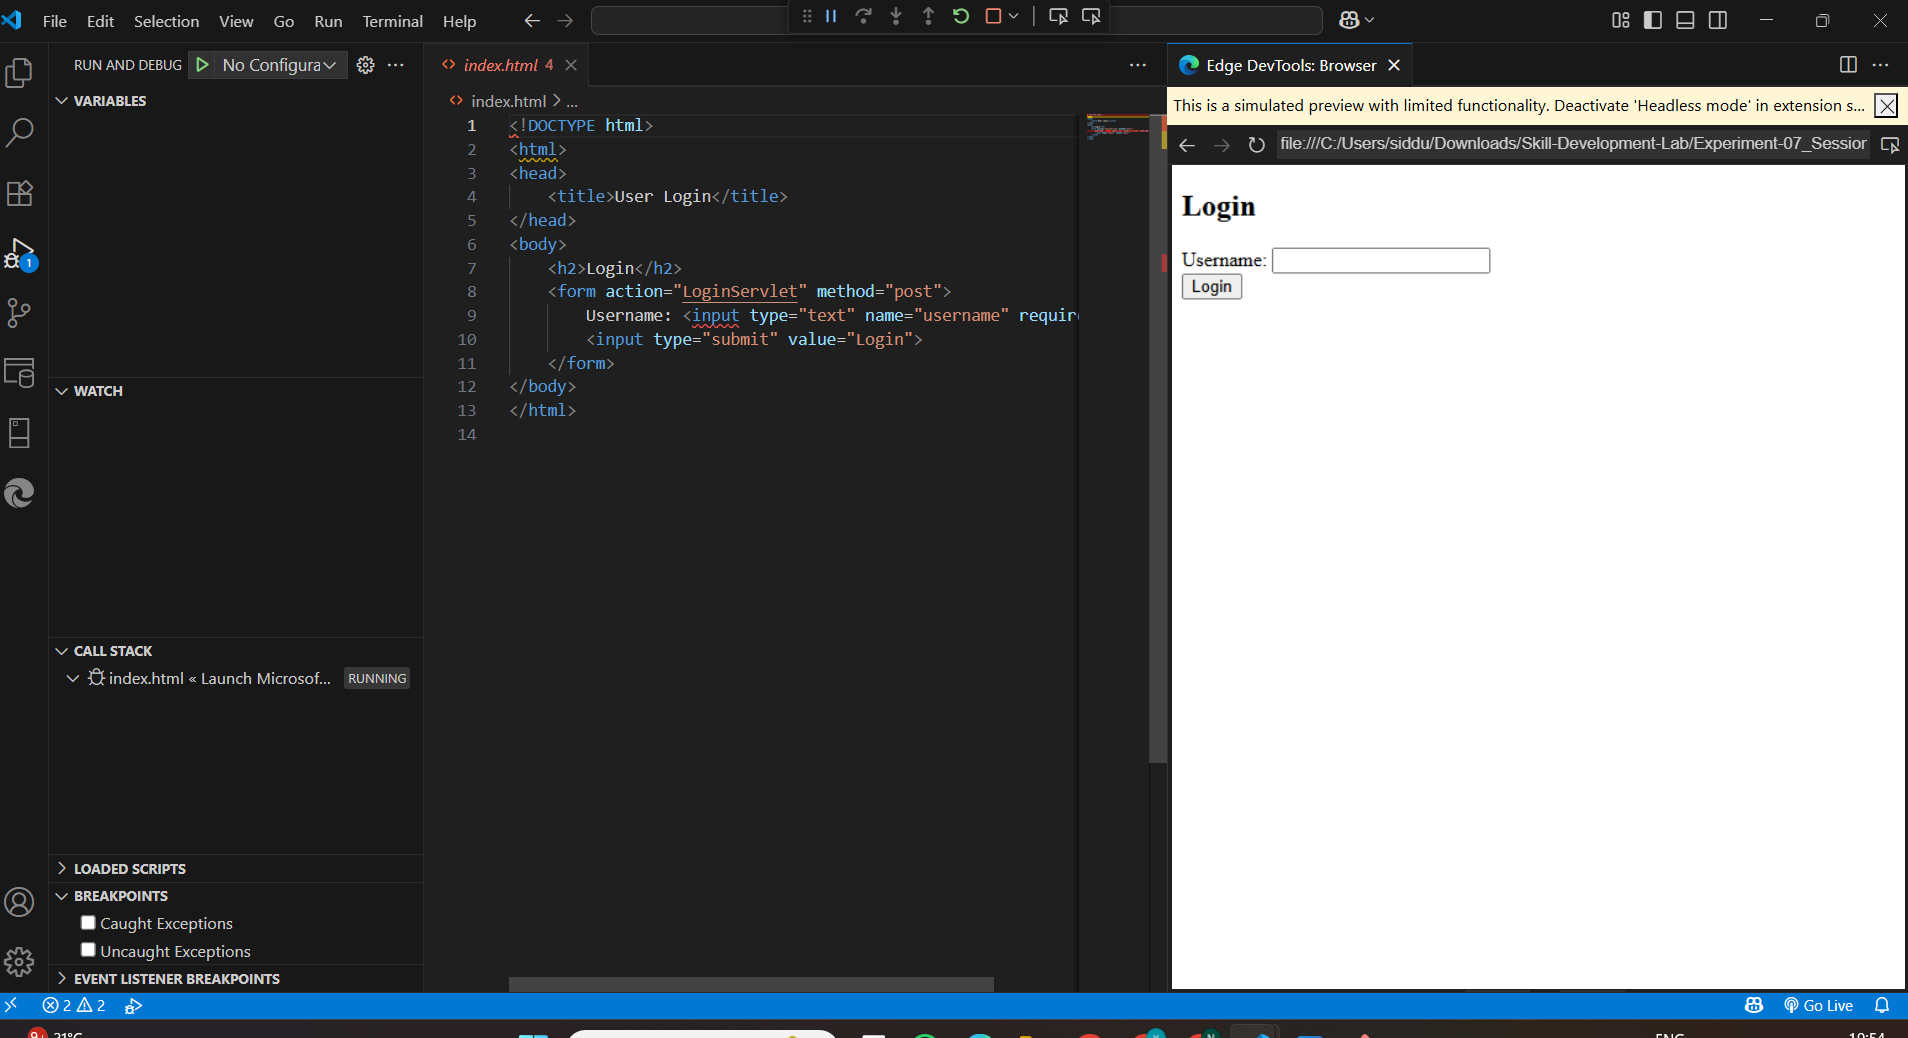 File Edit Selection View Go Run Terminal Help
RUN AND DEBUG No Configura
VARIABLES
WATCH
CALL STACK
index.html « Launch Microsof... RUNNING
LOADED SCRIPTS
BREAKPOINTS
Caught Exceptions
Uncaught Exceptions
EVENT LISTENER BREAKPOINTS
1
index.html 4
index.html > ...
1 <!DOCTYPE html>
2 <html>
3 <head>
4 <title>User Login</title>
5 </head>
6 <body>
7 <h2>Login</h2>
8 <form action="LoginServlet" method="post">
9 Username: <input type="text" name="username" requir
10 <input type="submit" value="Login">
11 </form>
12 </body>
13 </html>
14
Edge DevTools: Browser
This is a simulated preview with limited functionality. Deactivate 'Headless mode' in extension s...
file:///C:/Users/siddu/Downloads/Skill-Development-Lab/Experiment-07_Session
Login
Username:
Login
2 2
Go Live